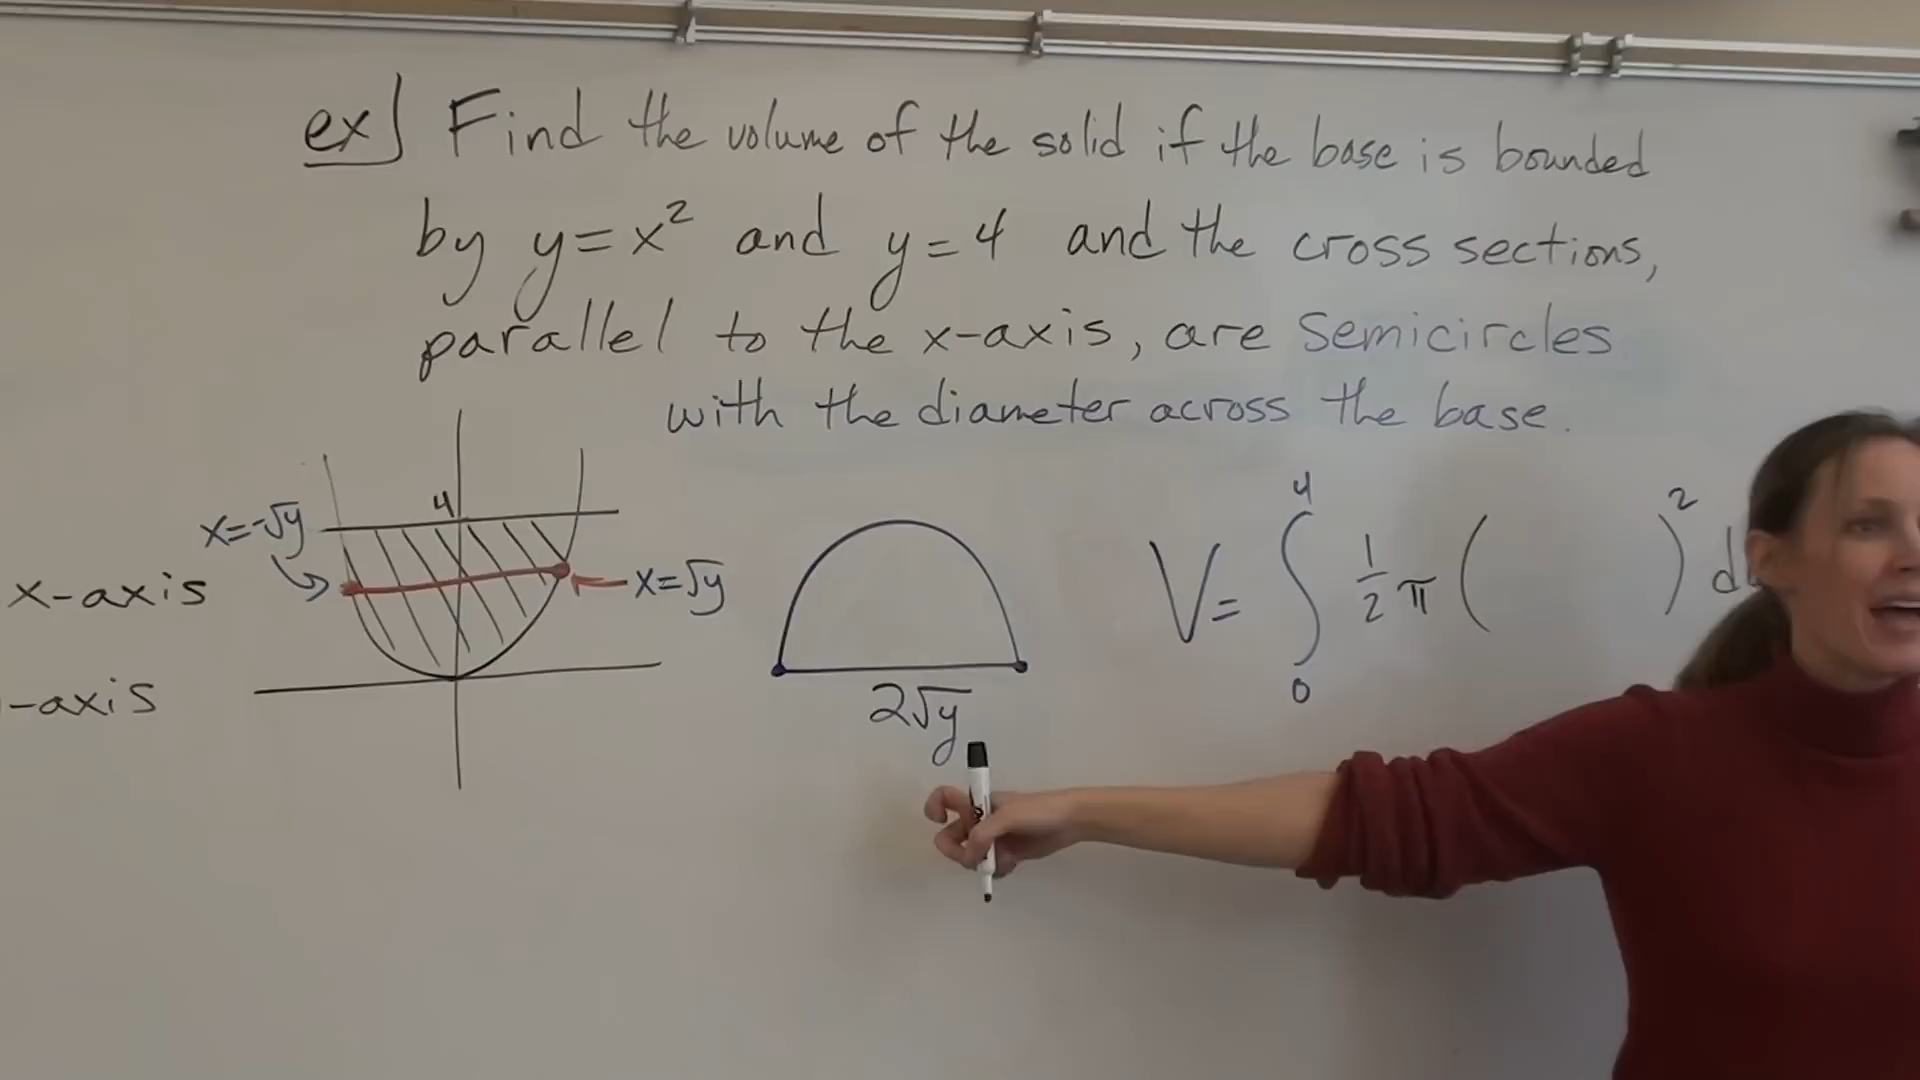 ex) Find the volume of the solid if the base is bounded
by y=x² and y=4 and the cross sections,
parallel to the x-axis, are semicircles
with the diameter across the base.
4
x=-√y
x-axis
x=√y
-axis
2√y
V= ∫₀⁴ ½ π ( )² d